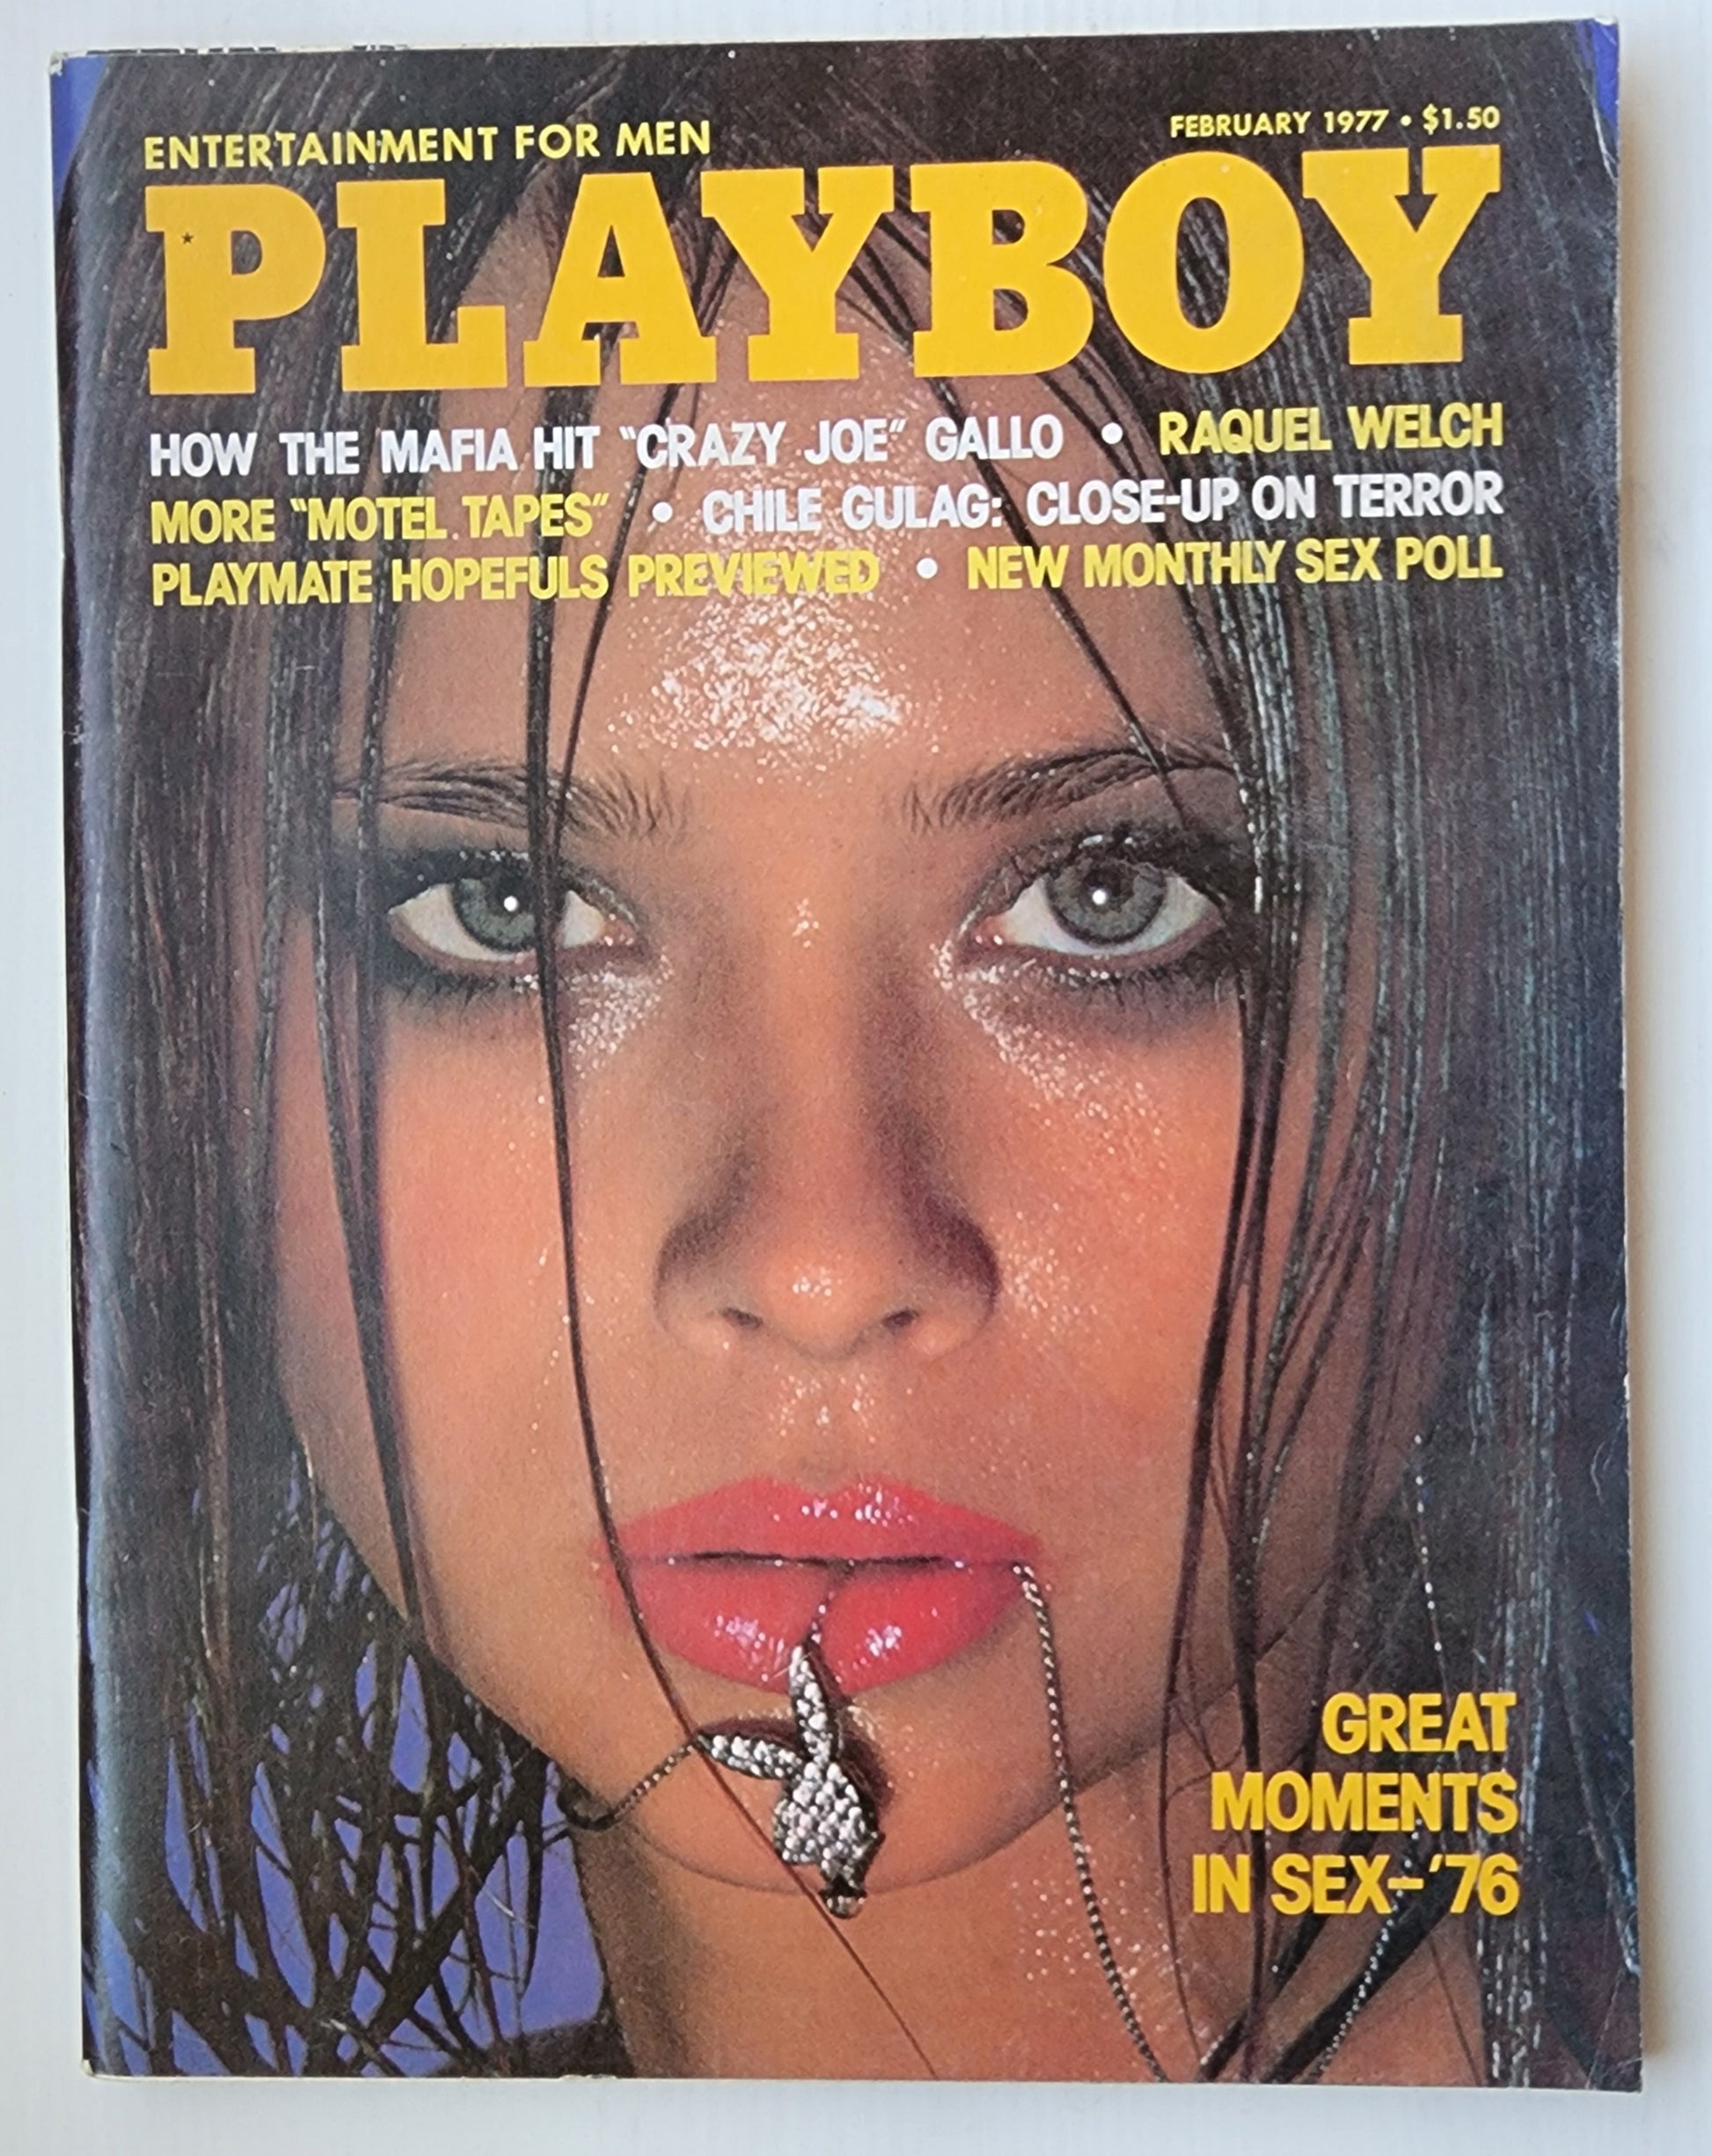 ENTERTAINMENT FOR MEN
FEBRUARY 1977 • $1.50
PLAYBOY
HOW THE MAFIA HIT "CRAZY JOE" GALLO • RAQUEL WELCH
MORE "MOTEL TAPES" • CHILE GULAG: CLOSE-UP ON TERROR
PLAYMATE HOPEFULS PREVIEWED • NEW MONTHLY SEX POLL
GREAT
MOMENTS
IN SEX–'76